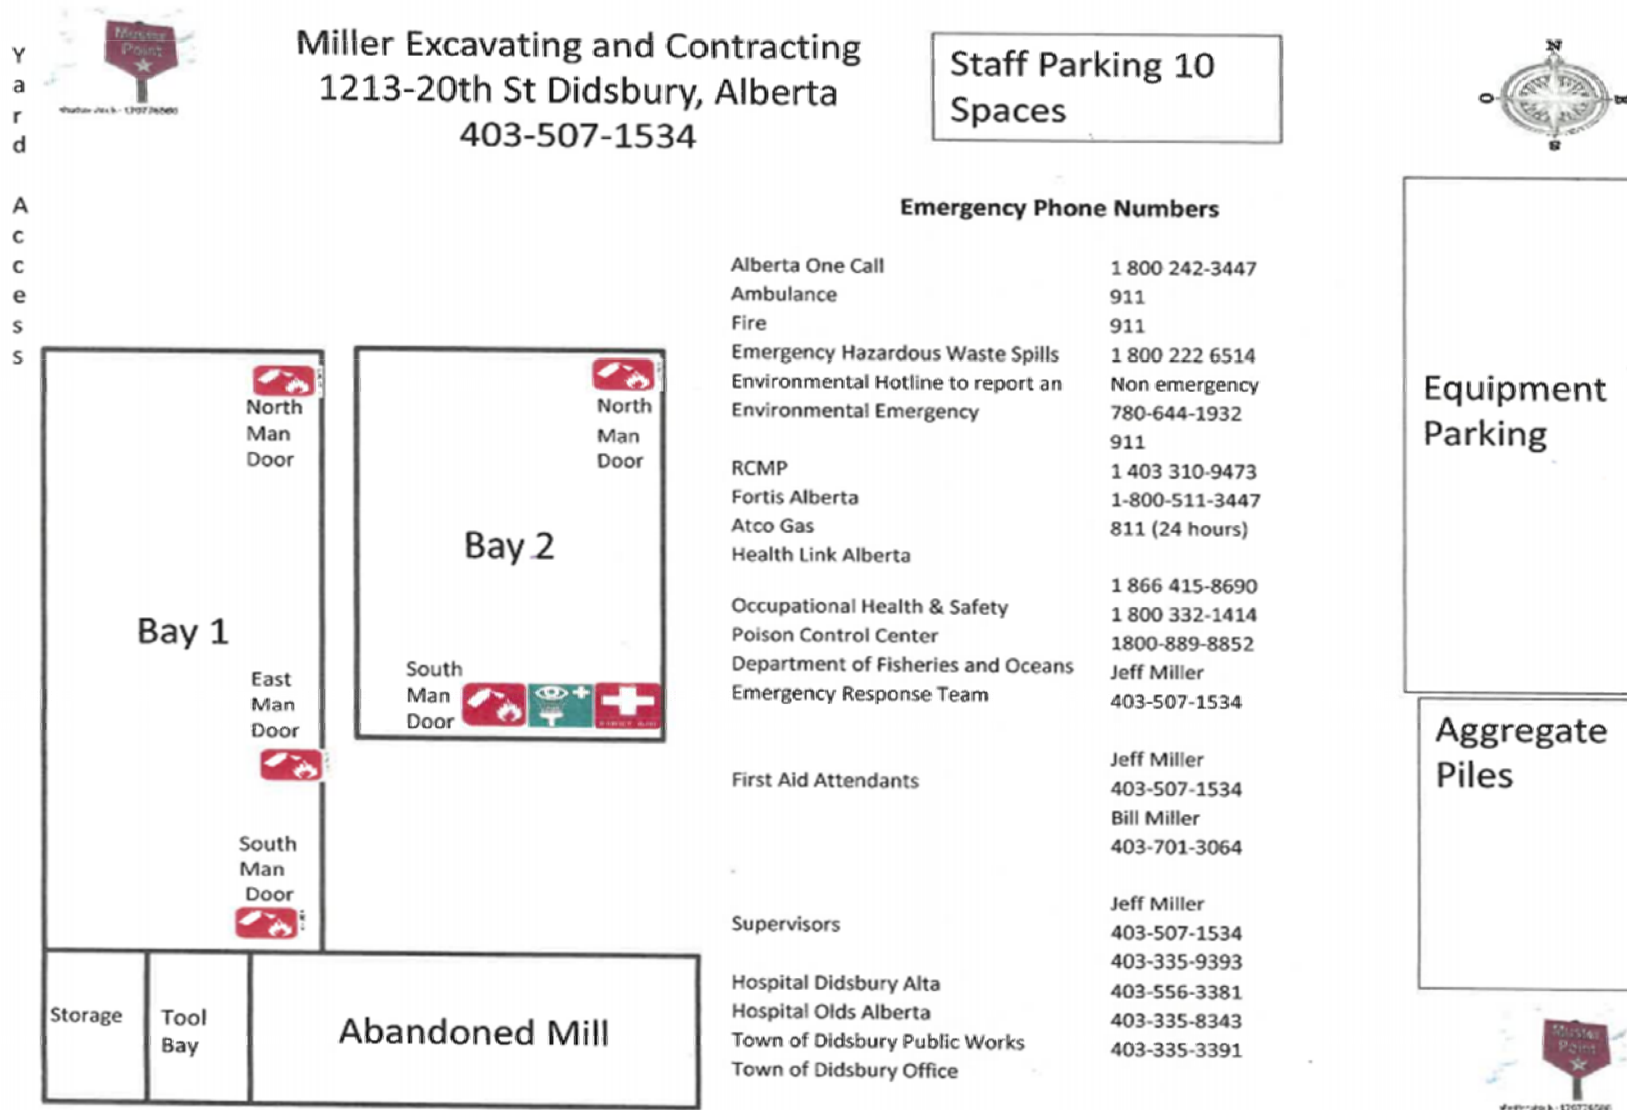 Yard Access
Muster
Point
Miller Excavating and Contracting
1213-20th St Didsbury, Alberta
403-507-1534
Staff Parking 10
Spaces
N
O
S
Emergency Phone Numbers
Alberta One Call 1 800 242-3447
Ambulance 911
Fire 911
Emergency Hazardous Waste Spills 1 800 222 6514
Environmental Hotline to report an Non emergency
Environmental Emergency 780-644-1932
911
RCMP 1 403 310-9473
Fortis Alberta 1-800-511-3447
Atco Gas 811 (24 hours)
Health Link Alberta
1 866 415-8690
Occupational Health & Safety 1 800 332-1414
Poison Control Center 1800-889-8852
Department of Fisheries and Oceans Jeff Miller
Emergency Response Team 403-507-1534
Jeff Miller
First Aid Attendants 403-507-1534
Bill Miller
403-701-3064
Jeff Miller
Supervisors 403-507-1534
403-335-9393
Hospital Didsbury Alta 403-556-3381
Hospital Olds Alberta 403-335-8343
Town of Didsbury Public Works 403-335-3391
Town of Didsbury Office
North
Man
Door
Bay 1
East
Man
Door
South
Man
Door
North
Man
Door
Bay 2
South
Man
Door
Storage
Tool
Bay
Abandoned Mill
Equipment
Parking
Aggregate
Piles
Muster
Point